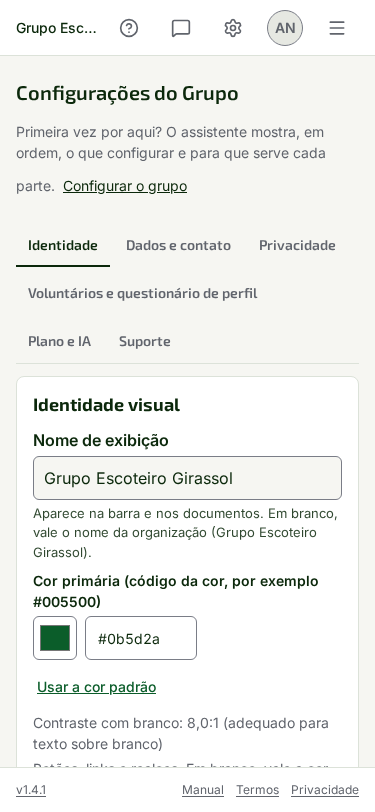 Grupo Esc...
AN
Configurações do Grupo
Primeira vez por aqui? O assistente mostra, em
ordem, o que configurar e para que serve cada
parte. Configurar o grupo
Identidade Dados e contato Privacidade
Voluntários e questionário de perfil
Plano e IA Suporte
Identidade visual
Nome de exibição
Grupo Escoteiro Girassol
Aparece na barra e nos documentos. Em branco,
vale o nome da organização (Grupo Escoteiro
Girassol).
Cor primária (código da cor, por exemplo
#005500)
#0b5d2a
Usar a cor padrão
Contraste com branco: 8,0:1 (adequado para
texto sobre branco)
v1.4.1 Manual Termos Privacidade